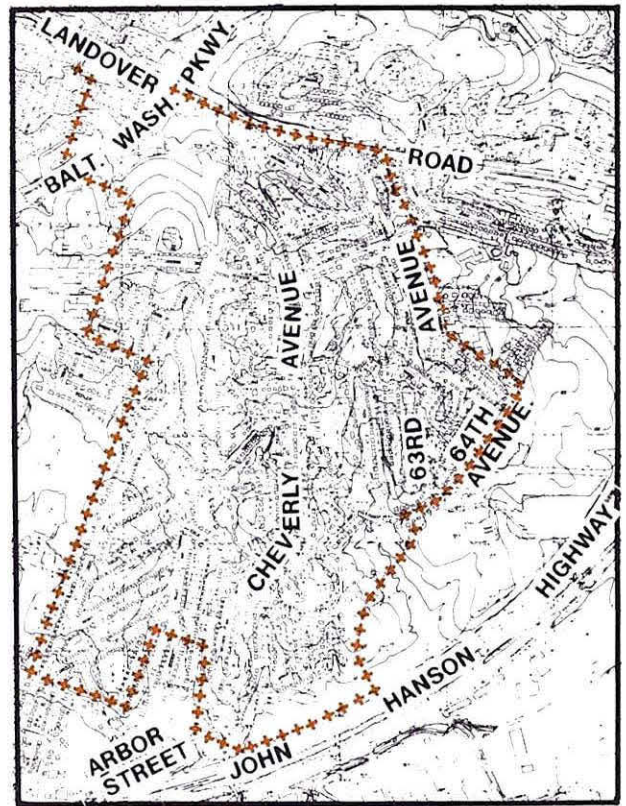 LANDOVER
BALT. WASH. PKWY
ROAD
CHEVERLY AVENUE
63RD AVENUE
64TH
AVENUE
ARBOR
STREET
JOHN HANSON HIGHWAY